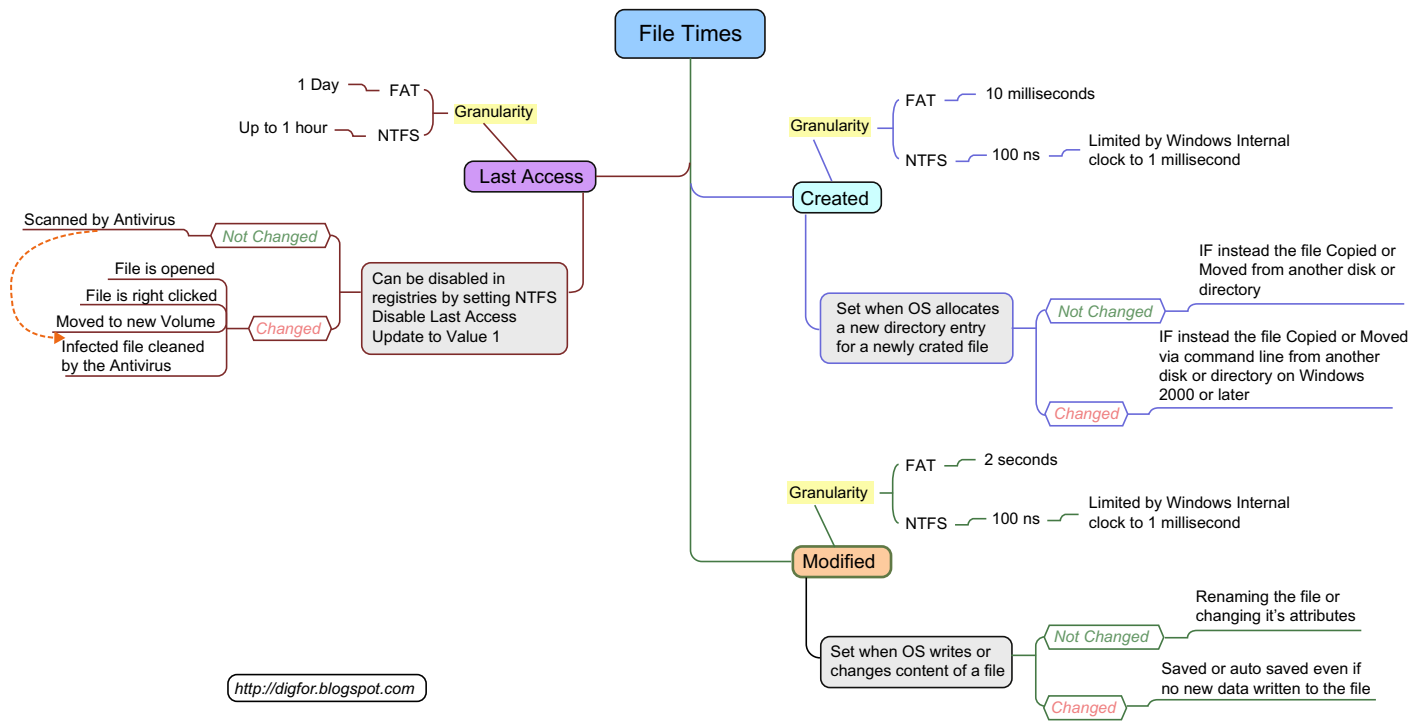 File Times
1 Day
FAT
Up to 1 hour
NTFS
Granularity
Last Access
Scanned by Antivirus
Not Changed
File is opened
File is right clicked
Moved to new Volume
Infected file cleaned
by the Antivirus
Changed
Can be disabled in
registries by setting NTFS
Disable Last Access
Update to Value 1
Granularity
FAT
10 milliseconds
NTFS
100 ns
Limited by Windows Internal
clock to 1 millisecond
Created
Set when OS allocates
a new directory entry
for a newly crated file
Not Changed
IF instead the file Copied or
Moved from another disk or
directory
Changed
IF instead the file Copied or Moved
via command line from another
disk or directory on Windows
2000 or later
Granularity
FAT
2 seconds
NTFS
100 ns
Limited by Windows Internal
clock to 1 millisecond
Modified
Set when OS writes or
changes content of a file
Not Changed
Renaming the file or
changing it’s attributes
Changed
Saved or auto saved even if
no new data written to the file
http://digfor.blogspot.com